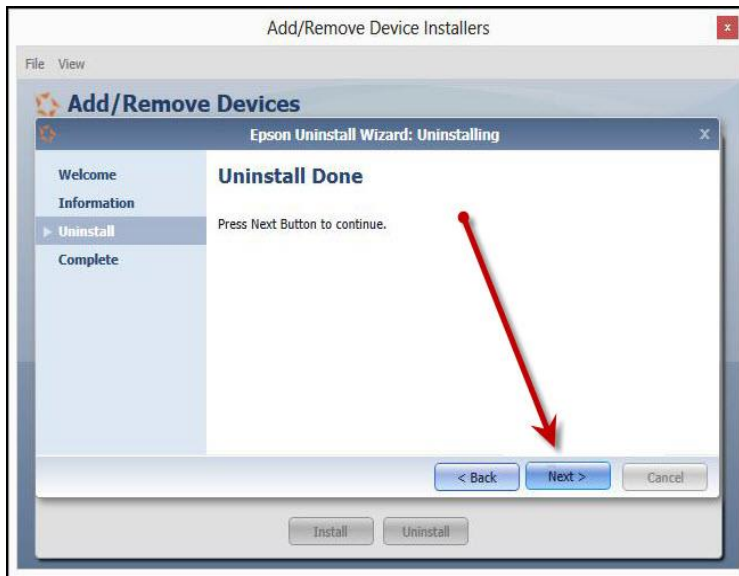 Add/Remove Device Installers
x
File View
Add/Remove Devices
Epson Uninstall Wizard: Uninstalling
x
Welcome
Information
Uninstall
Complete
Uninstall Done
Press Next Button to continue.
< Back Next > Cancel
Install Uninstall